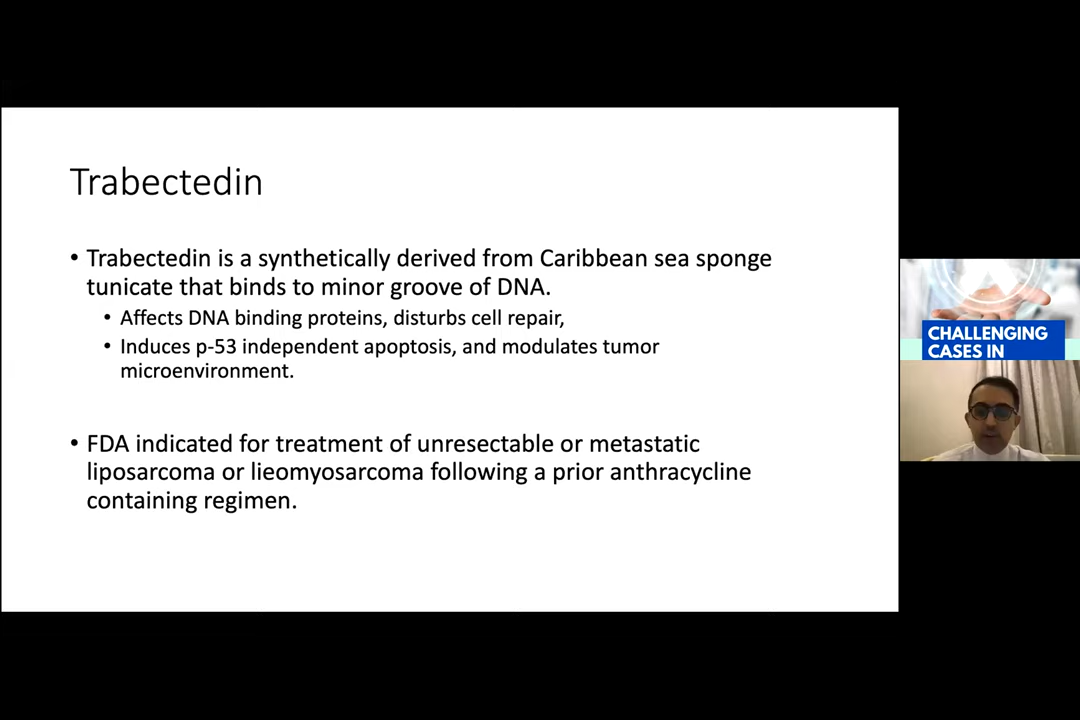 Trabectedin
• Trabectedin is a synthetically derived from Caribbean sea sponge
tunicate that binds to minor groove of DNA.
• Affects DNA binding proteins, disturbs cell repair,
• Induces p-53 independent apoptosis, and modulates tumor
microenvironment.
• FDA indicated for treatment of unresectable or metastatic
liposarcoma or lieomyosarcoma following a prior anthracycline
containing regimen.
CHALLENGING
CASES IN